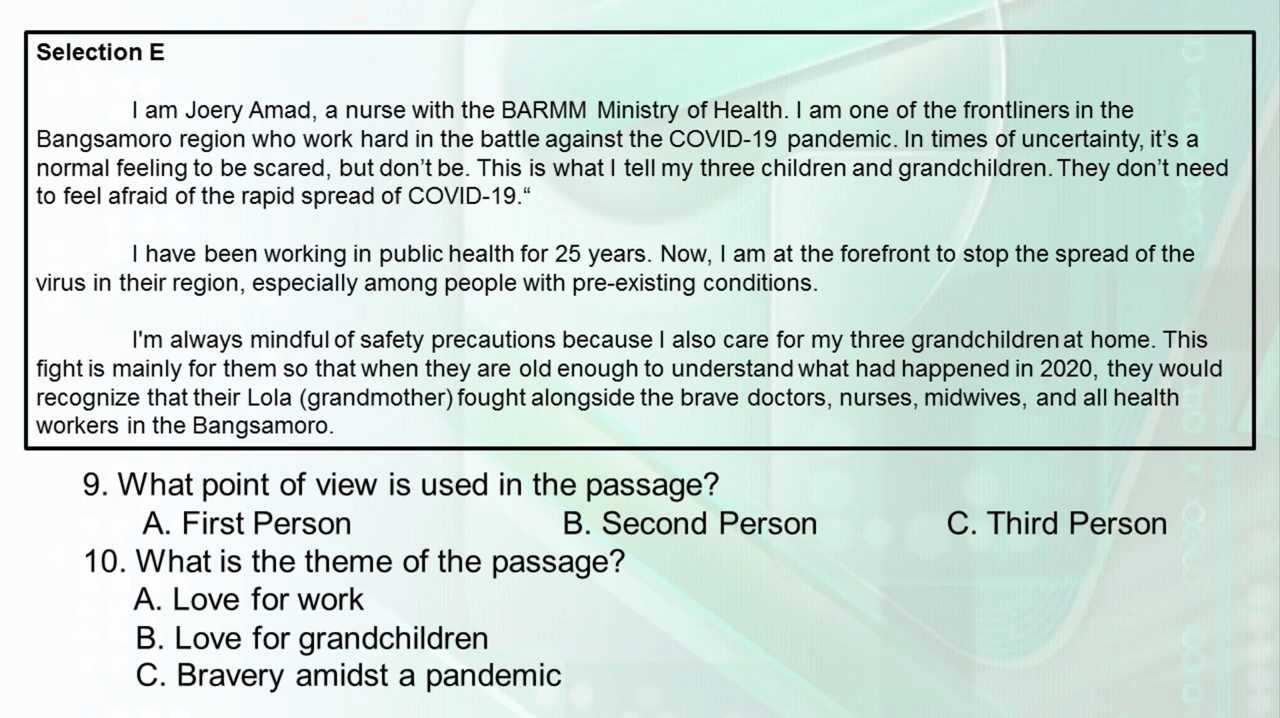 Selection E
I am Joery Amad, a nurse with the BARMM Ministry of Health. I am one of the frontliners in the
Bangsamoro region who work hard in the battle against the COVID-19 pandemic. In times of uncertainty, it’s a
normal feeling to be scared, but don’t be. This is what I tell my three children and grandchildren. They don’t need
to feel afraid of the rapid spread of COVID-19.“
I have been working in public health for 25 years. Now, I am at the forefront to stop the spread of the
virus in their region, especially among people with pre-existing conditions.
I'm always mindful of safety precautions because I also care for my three grandchildren at home. This
fight is mainly for them so that when they are old enough to understand what had happened in 2020, they would
recognize that their Lola (grandmother) fought alongside the brave doctors, nurses, midwives, and all health
workers in the Bangsamoro.
9. What point of view is used in the passage?
A. First Person B. Second Person C. Third Person
10. What is the theme of the passage?
A. Love for work
B. Love for grandchildren
C. Bravery amidst a pandemic